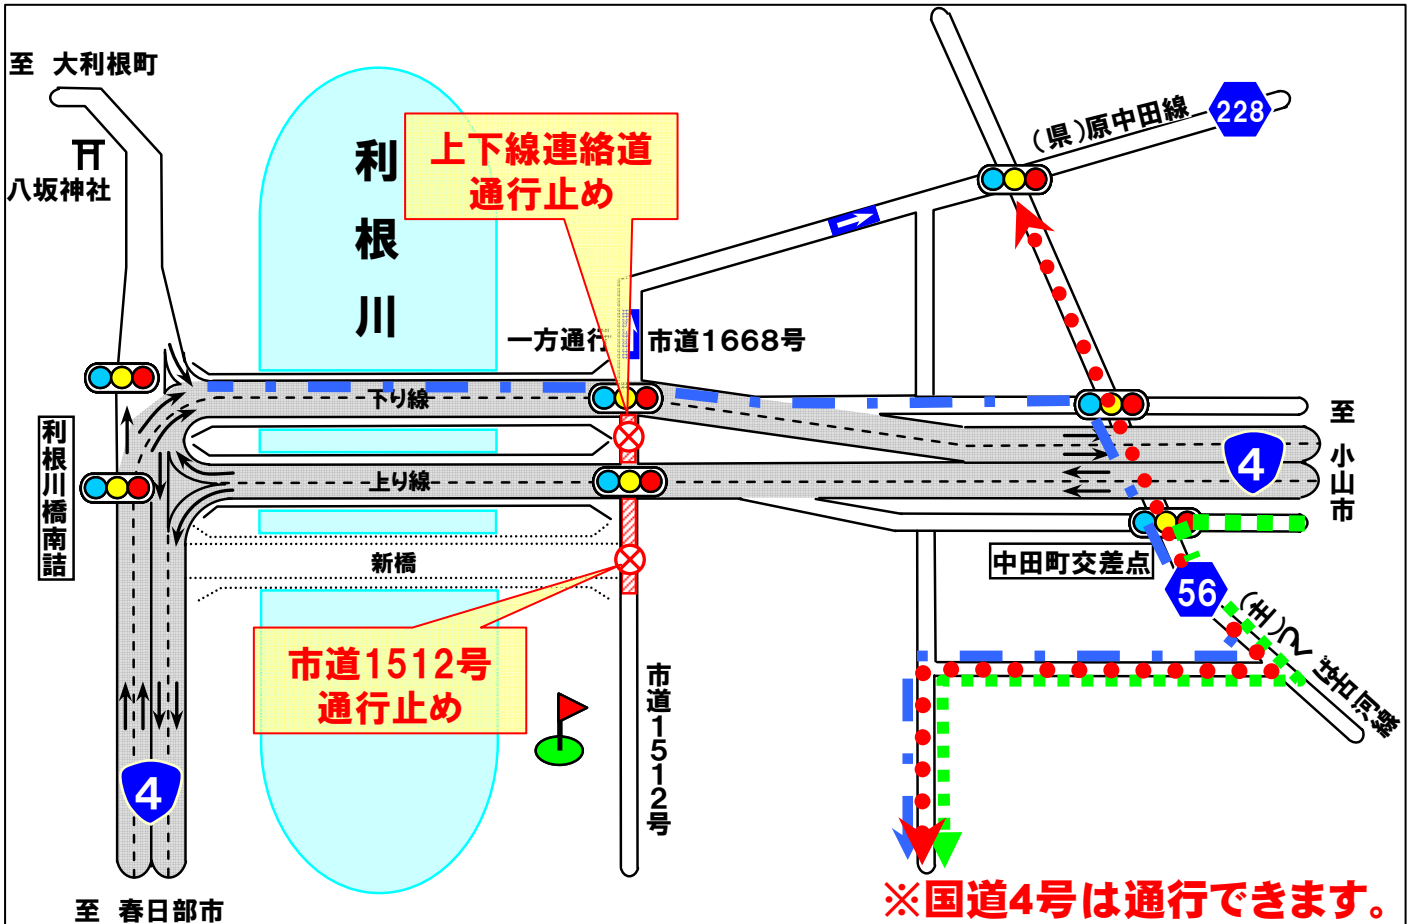 至 大利根町
八坂神社
利根川
上下線連絡道
通行止め
(県)原中田線
228
一方通行
市道1668号
下り線
上り線
利根川橋南詰
新橋
至 小山市
4
中田町交差点
56
(主)つくば古河線
市道1512号
通行止め
市道1512号
4
至 春日部市
※国道4号は通行できます。